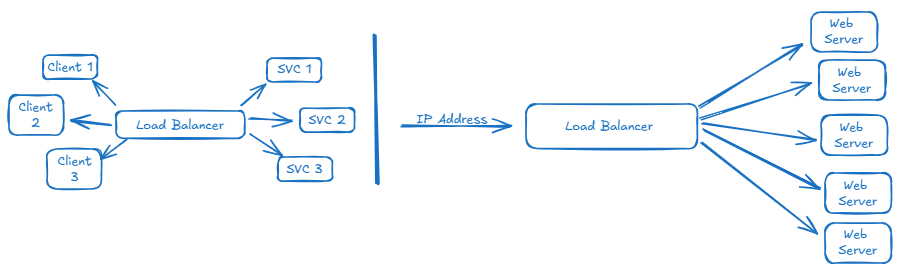 Client 1
Client
2
Client
3
Load Balancer
SVC 1
SVC 2
SVC 3
IP Address
Load Balancer
Web
Server
Web
Server
Web
Server
Web
Server
Web
Server